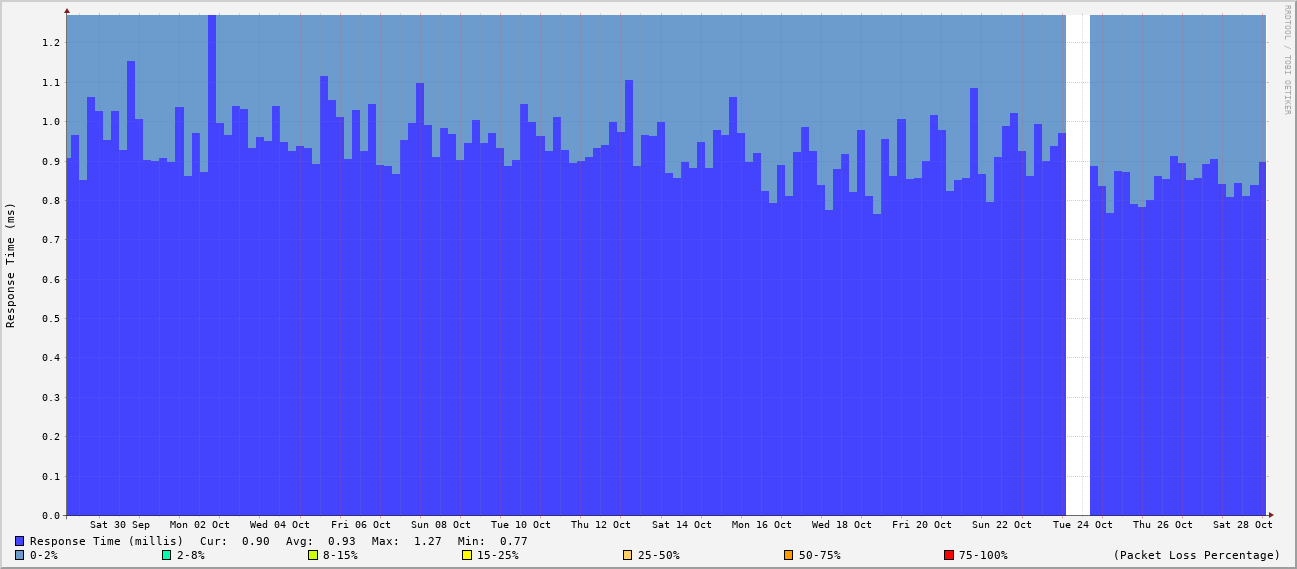 RRDTOOL / TOBI OETIKER
Response Time (ms)
1.2
1.1
1.0
0.9
0.8
0.7
0.6
0.5
0.4
0.3
0.2
0.1
0.0
Sat 30 Sep Mon 02 Oct Wed 04 Oct Fri 06 Oct Sun 08 Oct Tue 10 Oct Thu 12 Oct Sat 14 Oct Mon 16 Oct Wed 18 Oct Fri 20 Oct Sun 22 Oct Tue 24 Oct Thu 26 Oct Sat 28 Oct
Response Time (millis) Cur: 0.90 Avg: 0.93 Max: 1.27 Min: 0.77
0-2% 2-8% 8-15% 15-25% 25-50% 50-75% 75-100% (Packet Loss Percentage)